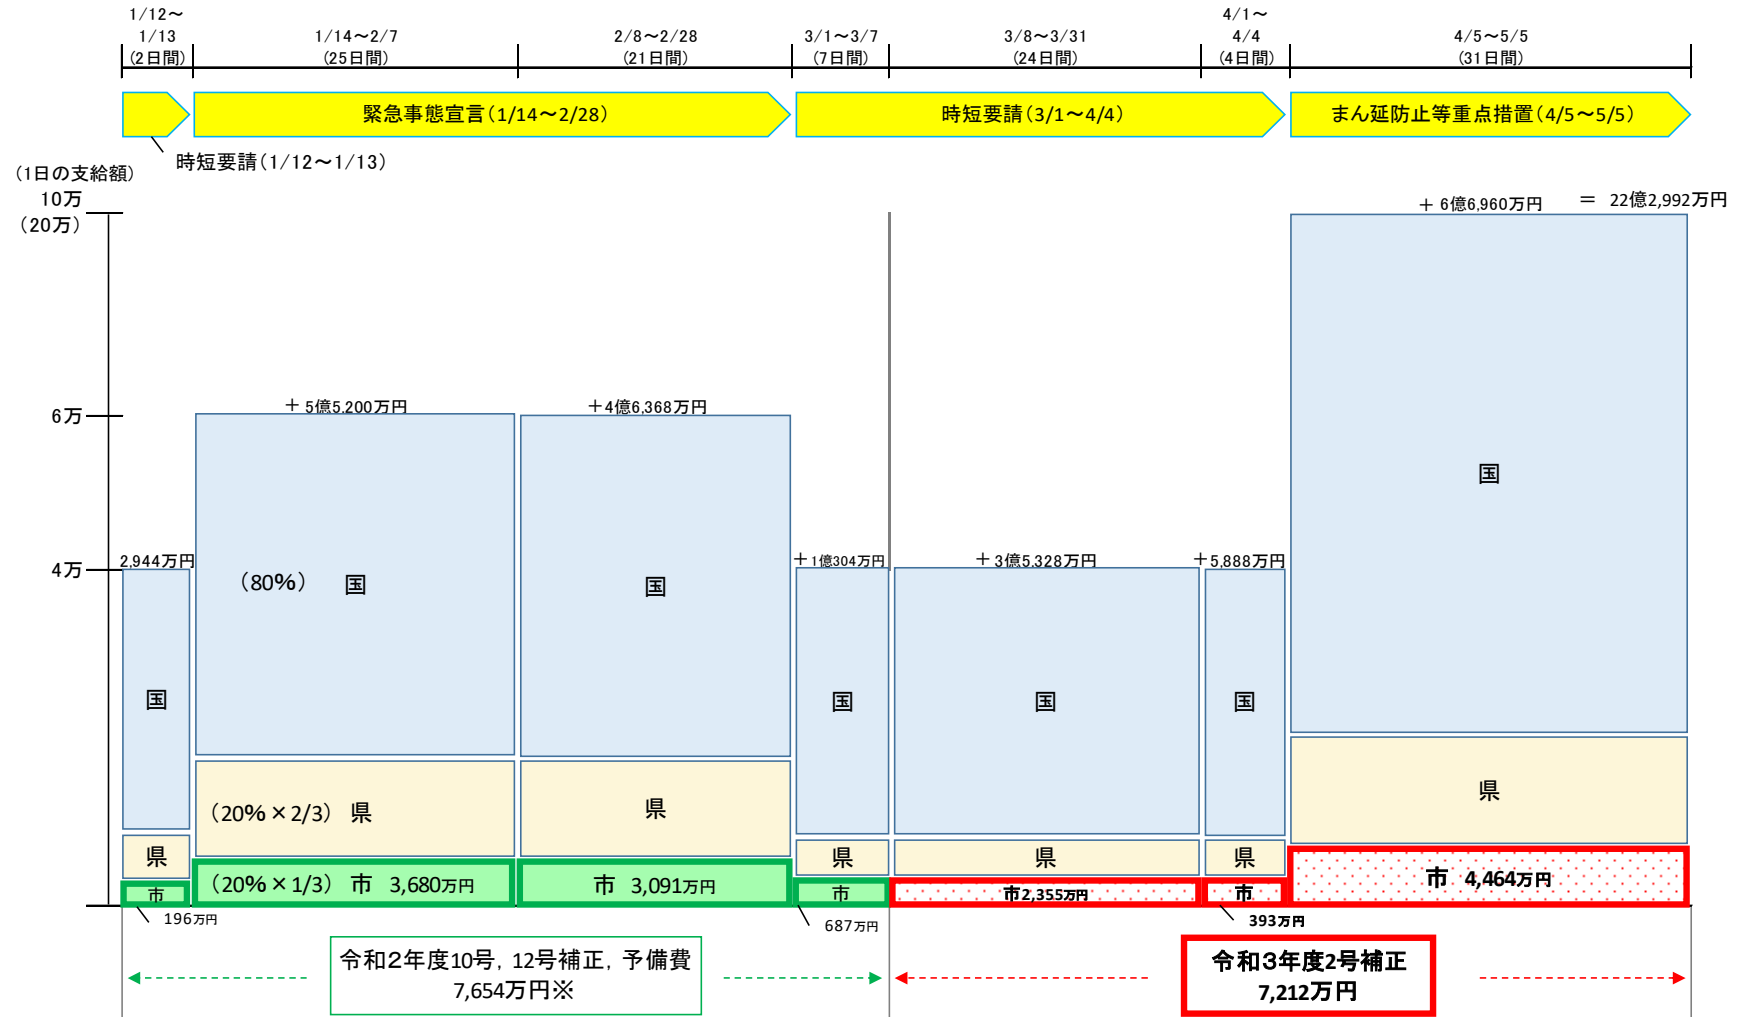 1/12～
1/13
(2日間)
1/14～2/7
(25日間)
2/8～2/28
(21日間)
3/1～3/7
(7日間)
3/8～3/31
(24日間)
4/1～
4/4
(4日間)
4/5～5/5
(31日間)
緊急事態宣言(1/14～2/28)
時短要請(3/1～4/4)
まん延防止等重点措置(4/5～5/5)
時短要請(1/12～1/13)
(1日の支給額)
10万
(20万)
＋ 6億6,960万円 ＝ 22億2,992万円
6万
＋ 5億5,200万円
＋4億6,368万円
4万
2,944万円
＋1億304万円
＋3億5,328万円
＋5,888万円
国
(80%) 国
国
国
国
国
国
県
(20%×2/3) 県
県
県
県
県
県
市
(20%×1/3) 市 3,680万円
市 3,091万円
市
市2,355万円
市
市 4,464万円
196万円
687万円
393万円
令和2年度10号，12号補正，予備費
7,654万円※
令和3年度2号補正
7,212万円